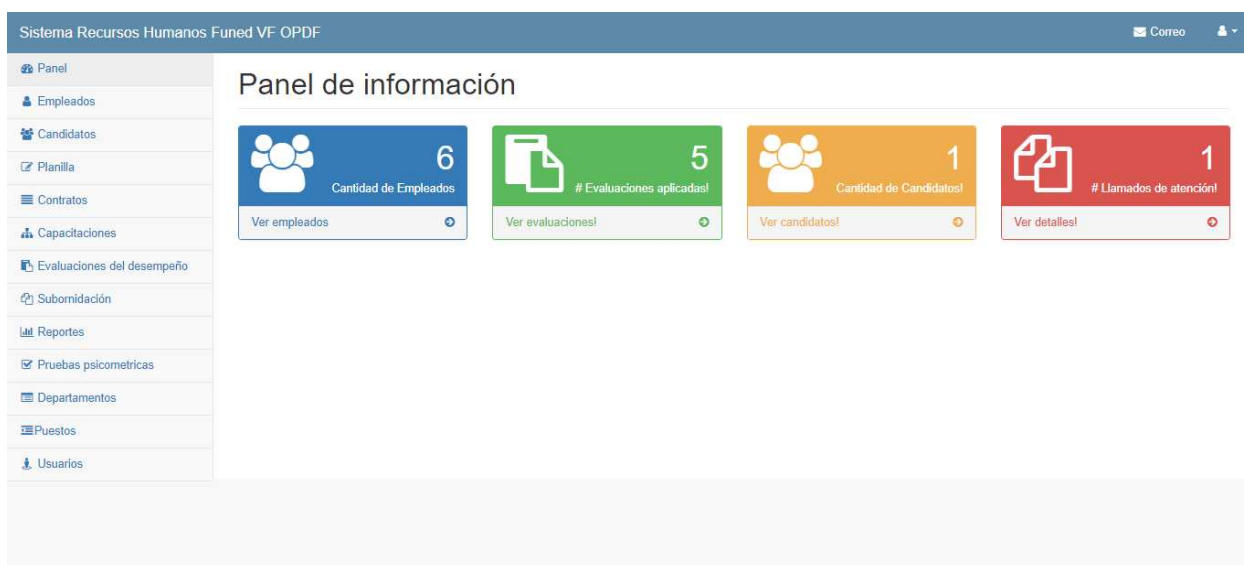 Sistema Recursos Humanos Funed VF OPDF
Correo
Panel
Empleados
Candidatos
Planilla
Contratos
Capacitaciones
Evaluaciones del desempeño
Subornidación
Reportes
Pruebas psicometricas
Departamentos
Puestos
Usuarios
Panel de información
6
Cantidad de Empleados
Ver empleados
5
# Evaluaciones aplicadas!
Ver evaluaciones!
1
Cantidad de Candidatos!
Ver candidatos!
1
# Llamados de atención!
Ver detalles!